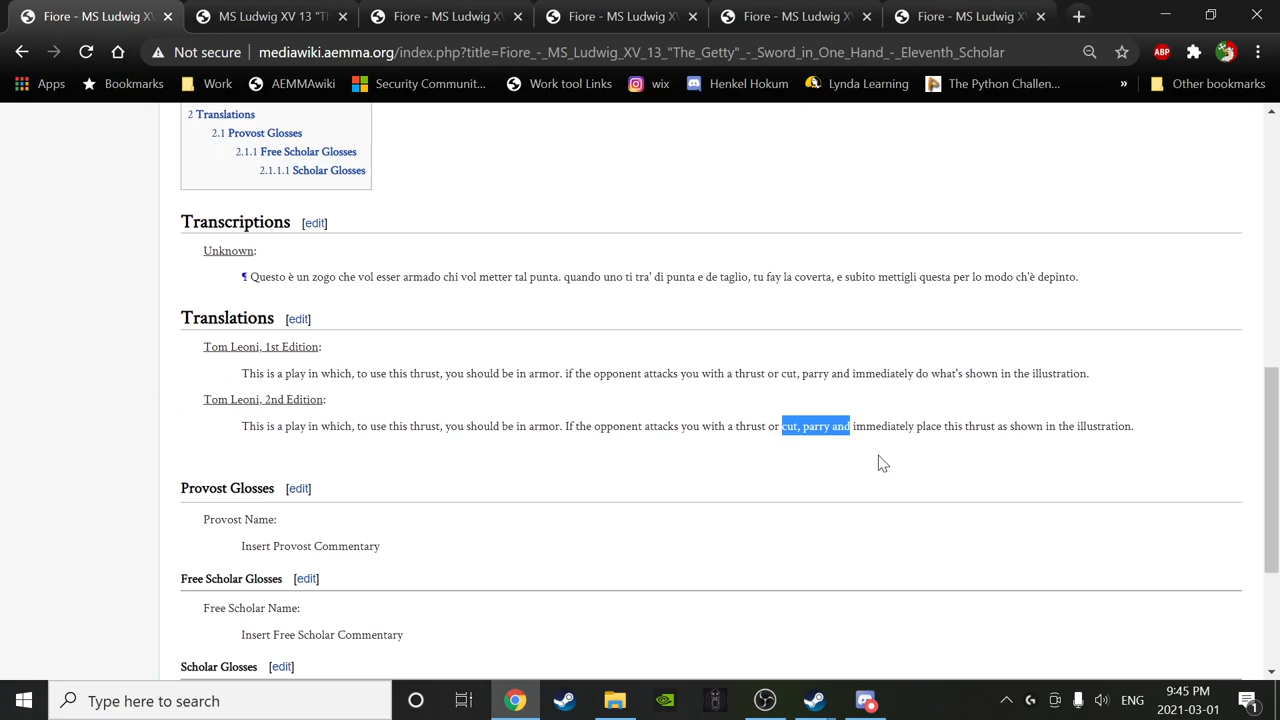 Fiore - MS Ludwig XV
MS Ludwig XV 13 "The
Fiore - MS Ludwig XV
Fiore - MS Ludwig XV
Fiore - MS Ludwig XV
Fiore - MS Ludwig XV
Not secure mediawiki.aemma.org/index.php?title=Fiore_-_MS_Ludwig_XV_13_"The_Getty"_-_Sword_in_One_Hand_-_Eleventh_Scholar
ABP
Apps Bookmarks Work AEMMAwiki Security Communit... Work tool Links wix Henkel Hokum Lynda Learning The Python Challen... » Other bookmarks
2 Translations
2.1 Provost Glosses
2.1.1 Free Scholar Glosses
2.1.1.1 Scholar Glosses
Transcriptions [edit]
Unknown:
¶ Questo è un zogo che vol esser armado chi vol metter tal punta. quando uno ti tra' di punta e de taglio, tu fay la coverta, e subito mettigli questa per lo modo ch'è depinto.
Translations [edit]
Tom Leoni, 1st Edition:
This is a play in which, to use this thrust, you should be in armor. if the opponent attacks you with a thrust or cut, parry and immediately do what's shown in the illustration.
Tom Leoni, 2nd Edition:
This is a play in which, to use this thrust, you should be in armor. If the opponent attacks you with a thrust or cut, parry and immediately place this thrust as shown in the illustration.
Provost Glosses [edit]
Provost Name:
Insert Provost Commentary
Free Scholar Glosses [edit]
Free Scholar Name:
Insert Free Scholar Commentary
Scholar Glosses [edit]
Type here to search
ENG
9:45 PM
2021-03-01
1